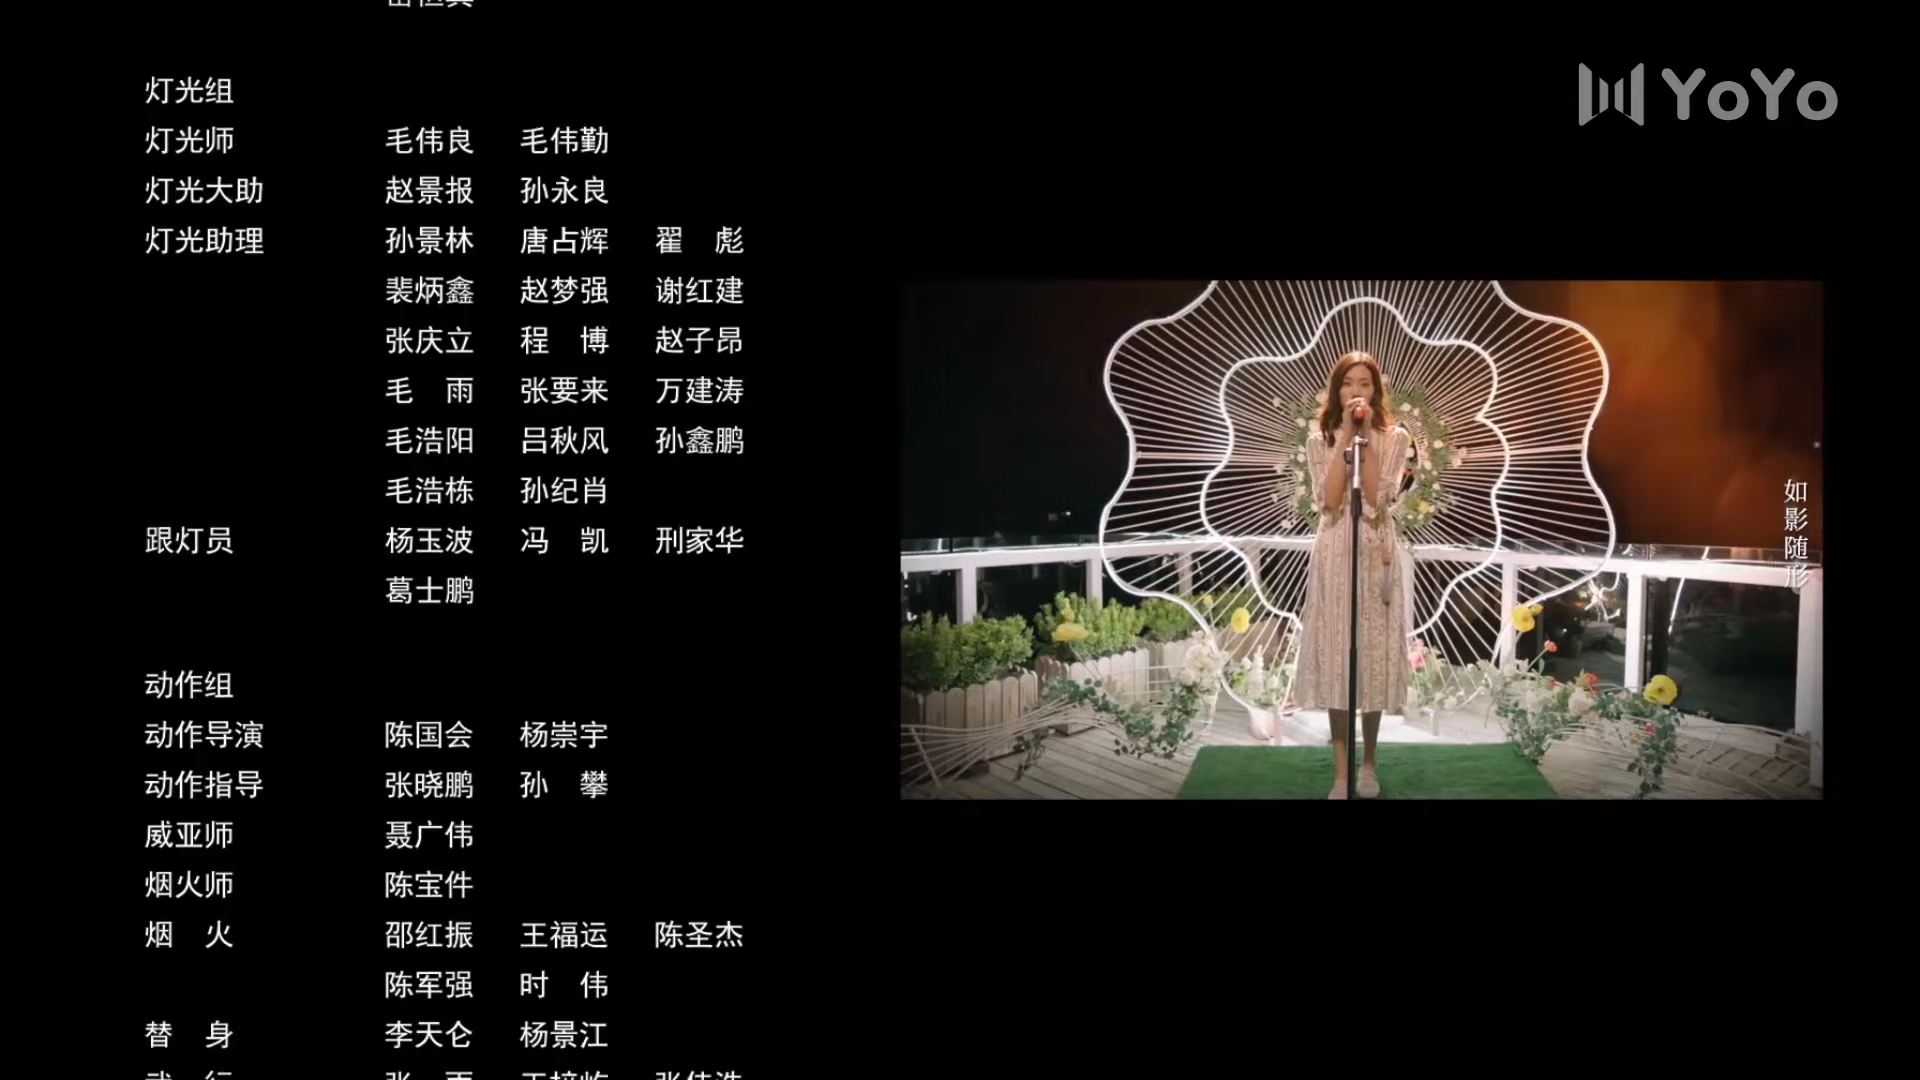 灯光组
灯光师 毛伟良 毛伟勤
灯光大助 赵景报 孙永良
灯光助理 孙景林 唐占辉 翟 彪
裴炳鑫 赵梦强 谢红建
张庆立 程 博 赵子昂
毛 雨 张要来 万建涛
毛浩阳 吕秋风 孙鑫鹏
毛浩栋 孙纪肖
跟灯员 杨玉波 冯 凯 刑家华
葛士鹏
动作组
动作导演 陈国会 杨崇宇
动作指导 张晓鹏 孙 攀
威亚师 聂广伟
烟火师 陈宝件
烟 火 邵红振 王福运 陈圣杰
陈军强 时 伟
替 身 李天仑 杨景江
YoYo
如影随形